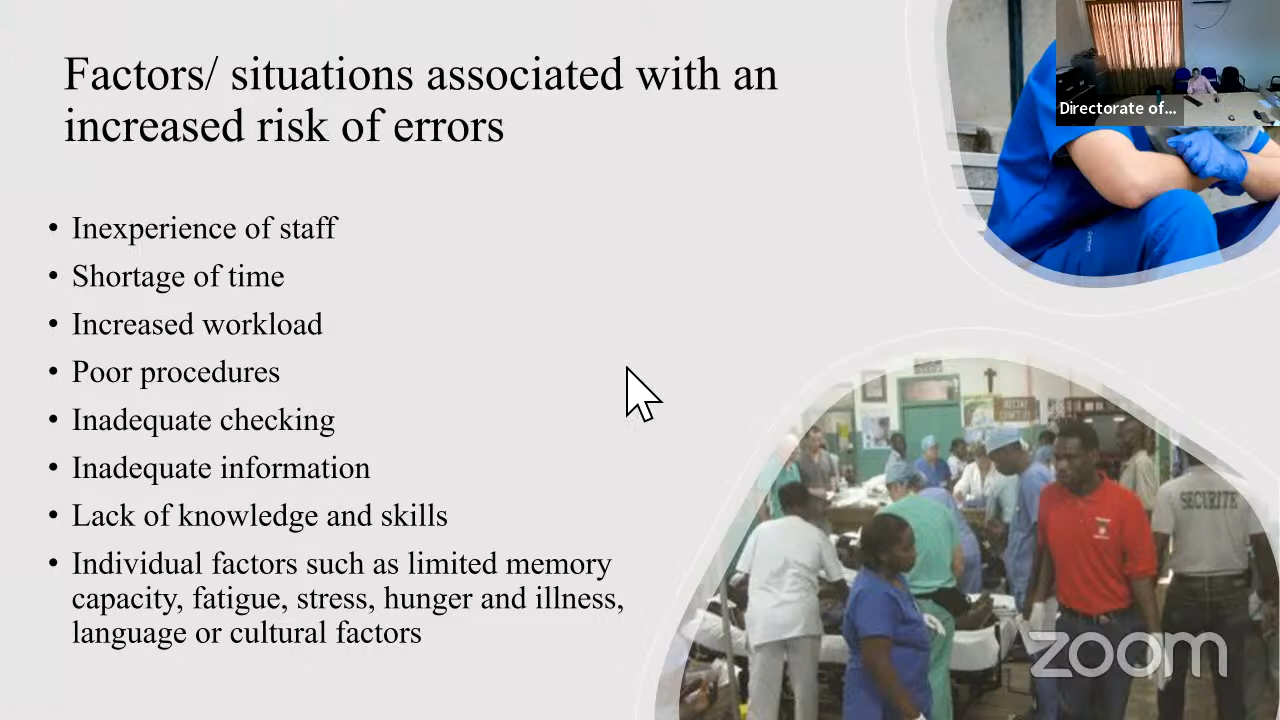 Factors/ situations associated with an
increased risk of errors
Directorate of...
• Inexperience of staff
• Shortage of time
• Increased workload
• Poor procedures
• Inadequate checking
• Inadequate information
• Lack of knowledge and skills
• Individual factors such as limited memory
capacity, fatigue, stress, hunger and illness,
language or cultural factors
SECURITE
zoom